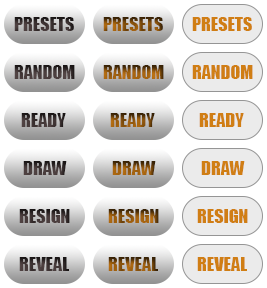 PRESETS PRESETS PRESETS
RANDOM RANDOM RANDOM
READY READY READY
DRAW DRAW DRAW
RESIGN RESIGN RESIGN
REVEAL REVEAL REVEAL